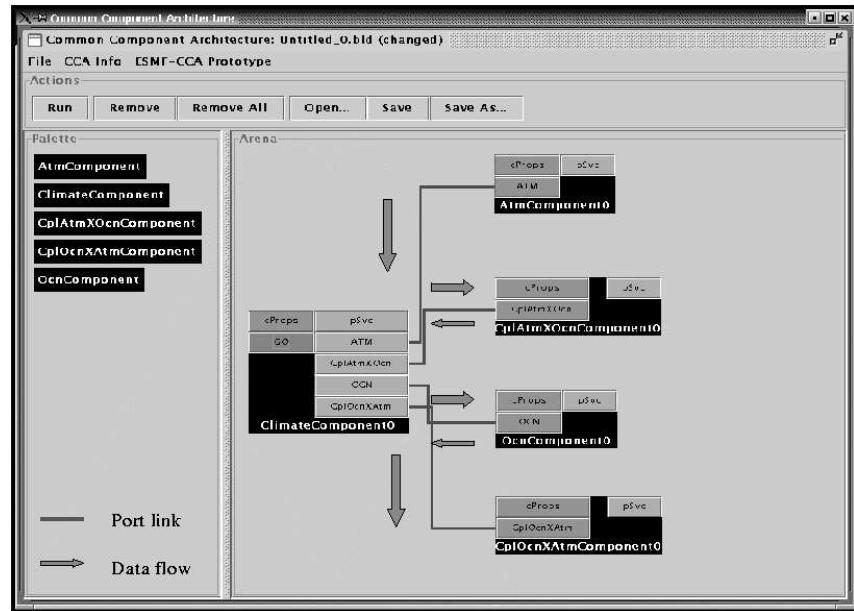 Common Component Architecture
Common Component Architecture: Untitled_0.bld (changed)
File CCA Info ESMF-CCA Prototype
Actions
Run Remove Remove All Open... Save Save As...
Palette
AtmComponent
ClimateComponent
CplAtmXOcnComponent
CplOcnXAtmComponent
OcnComponent
Port link
Data flow
Arena
cProps pSvc
ATM
AtmComponent0
cProps pSvc
CplAtmXOcn
CplAtmXOcnComponent0
cProps pSvc
GO ATM
CplAtmXOcn
OCN
CplOcnXAtm
ClimateComponent0
cProps pSvc
OCN
OcnComponent0
cProps pSvc
CplOcnXAtm
CplOcnXAtmComponent0